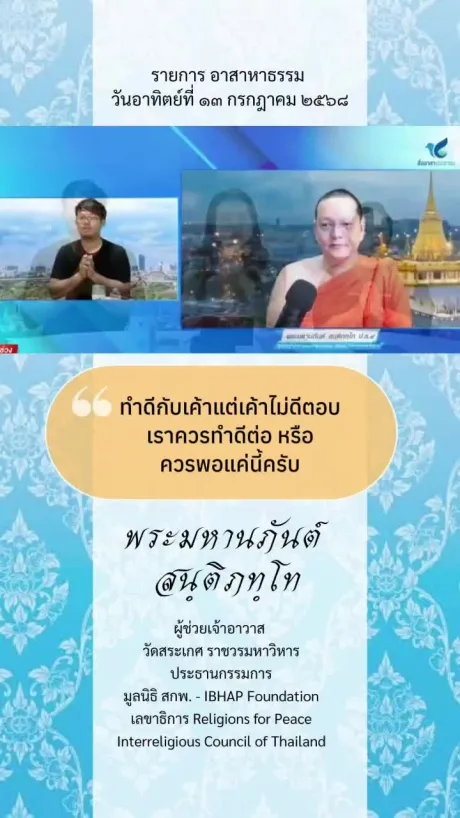 รายการ อาสาหาธรรม
วันอาทิตย์ที่ ๑๓ กรกฎาคม ๒๕๖๘
ทำดีกับเค้าแต่เค้าไม่ดีตอบ
เราควรทำดีต่อ หรือ
ควรพอแค่นี้ครับ
พระมหานภันต์
สนฺติภทฺโท
ผู้ช่วยเจ้าอาวาส
วัดสระเกศ ราชวรมหาวิหาร
ประธานกรรมการ
มูลนิธิ สกพ. - IBHAP Foundation
เลขาธิการ Religions for Peace
Interreligious Council of Thailand